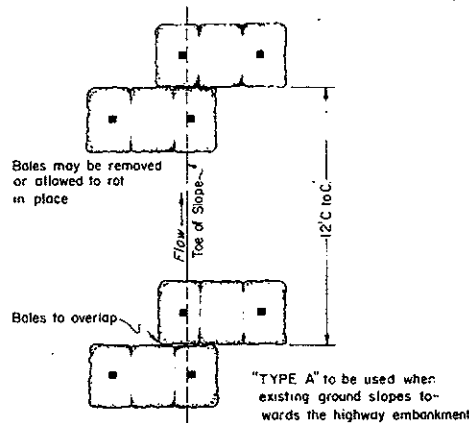 Bales may be removed
or allowed to rot
in place
Flow
Toe of Slope
12'C to C.
Bales to overlap
"TYPE A" to be used when
existing ground slopes to-
wards the highway embankment